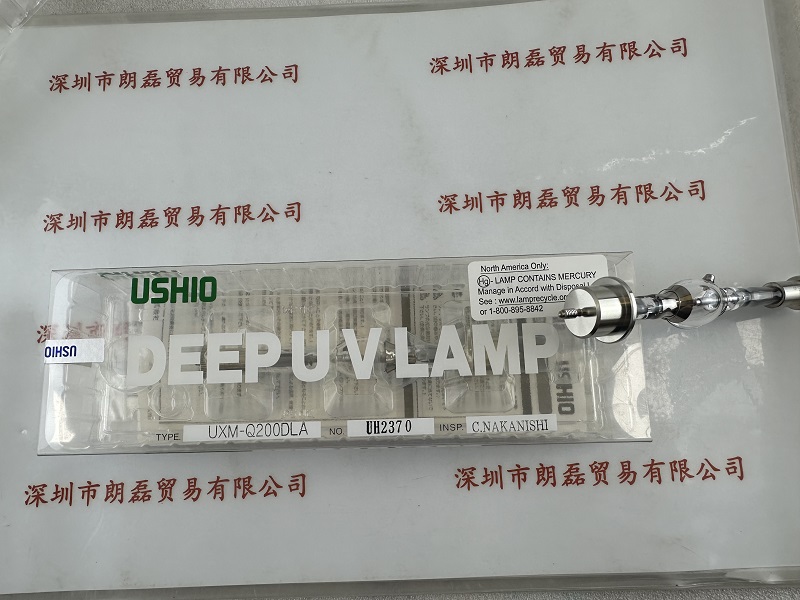 深圳市朗磊贸易有限公司
深圳市朗磊贸易有限公司
深圳市朗磊贸易有限公司
深圳市朗磊贸易有限公司
USHIO
North America Only:
Hg - LAMP CONTAINS MERCURY
Manage in Accord with Disposal
See : www.lamprecycle.or
or 1-800-895-8842
USHIO
DEEP UV LAMP
TYPE UXM-Q200DLA NO. UH2370 INSP. C.NAKANISHI
深圳市朗磊贸易有限公司
深圳市朗磊贸易有限公司